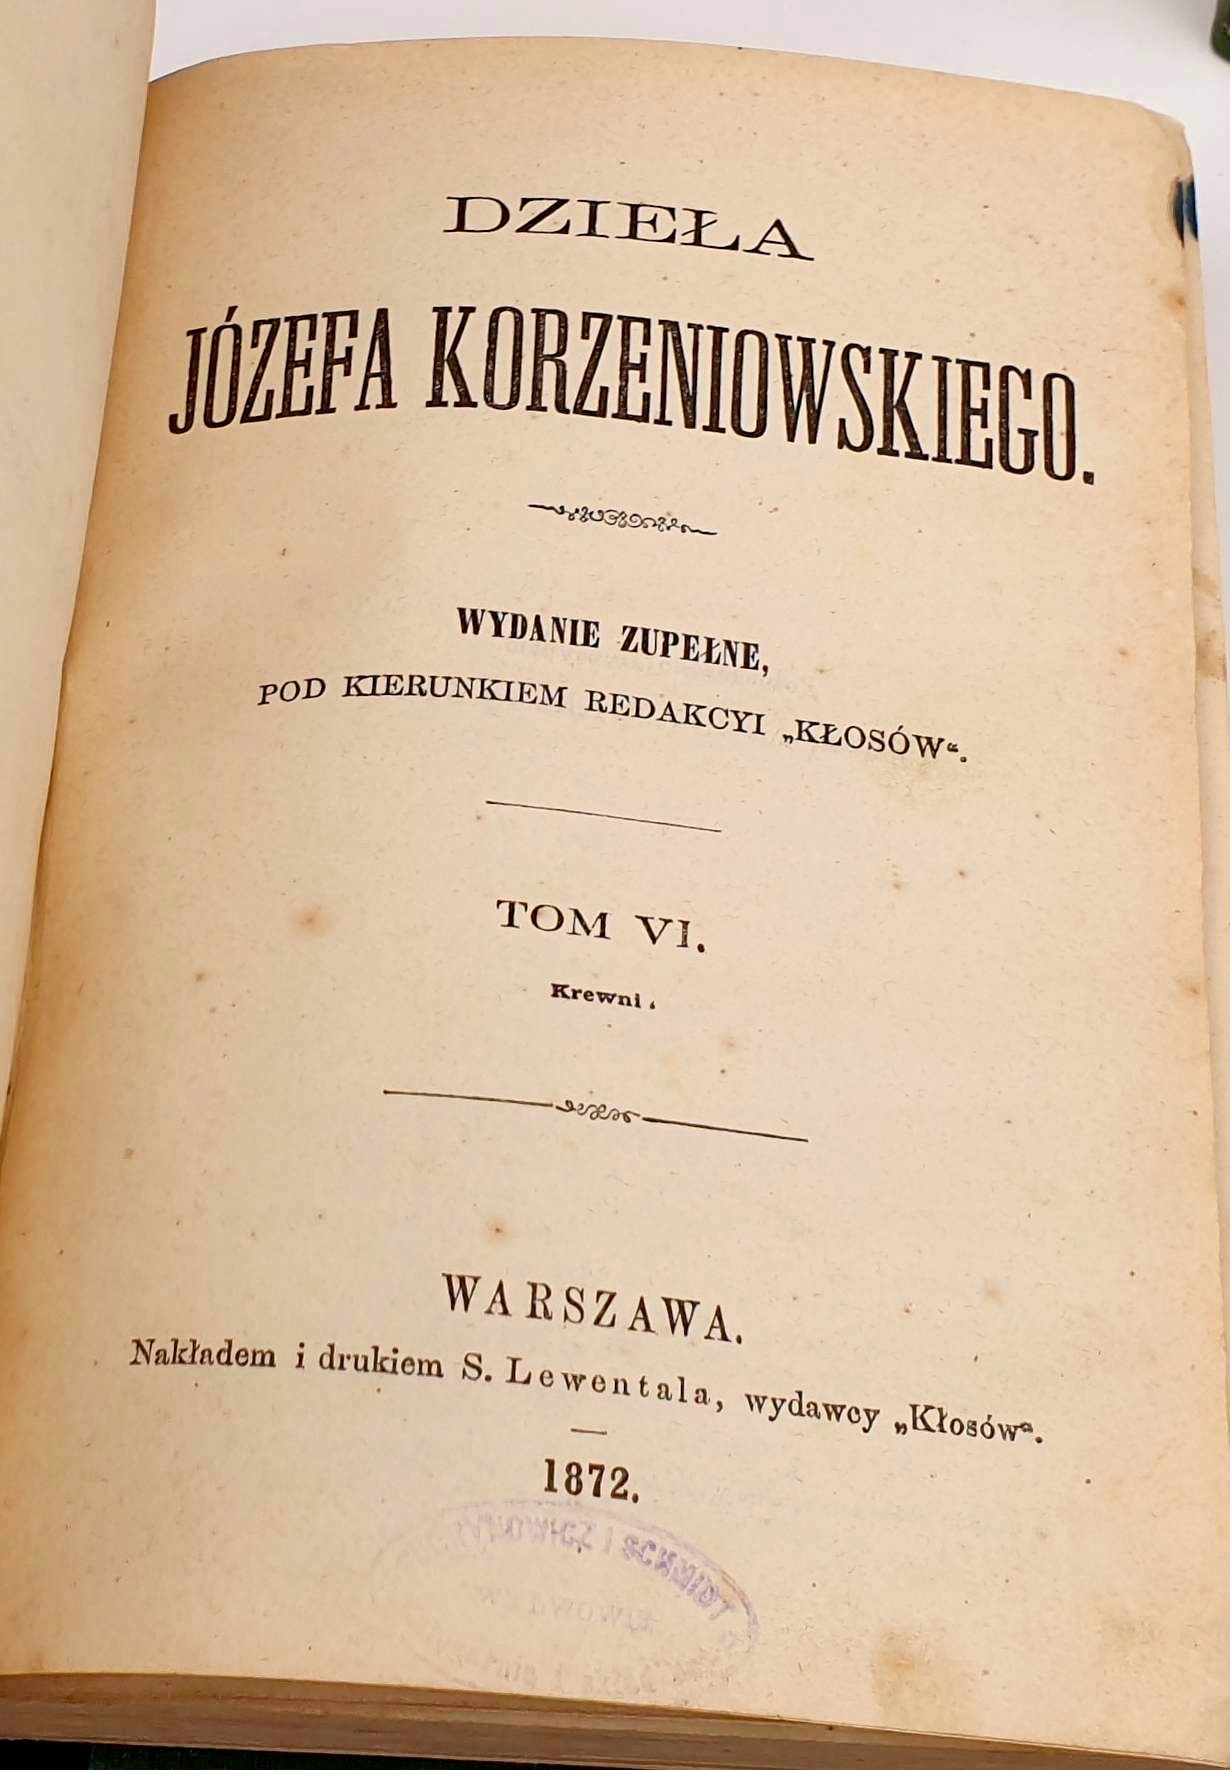 DZIEŁA
JÓZEFA KORZENIOWSKIEGO.
WYDANIE ZUPEŁNE,
POD KIERUNKIEM REDAKCYI „KŁOSÓW“.
TOM VI.
Krewni.
WARSZAWA.
Nakładem i drukiem S. Lewentala, wydawcy „Kłosów“.
1872.